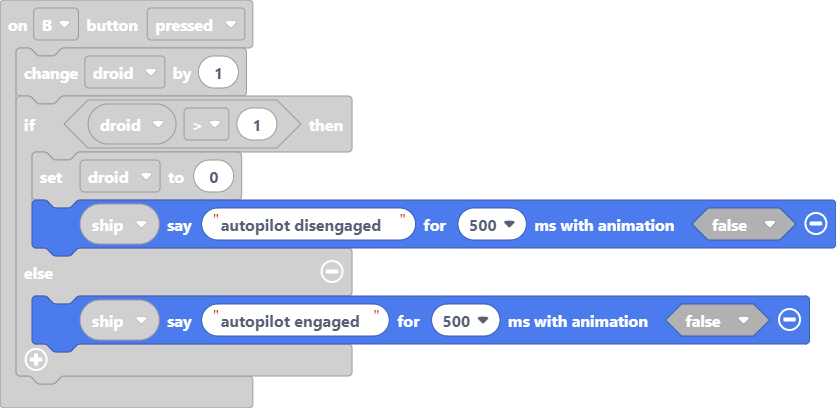 on B button pressed
change droid by 1
if droid > 1 then
set droid to 0
ship say "autopilot disengaged " for 500 ms with animation false
else
ship say "autopilot engaged " for 500 ms with animation false